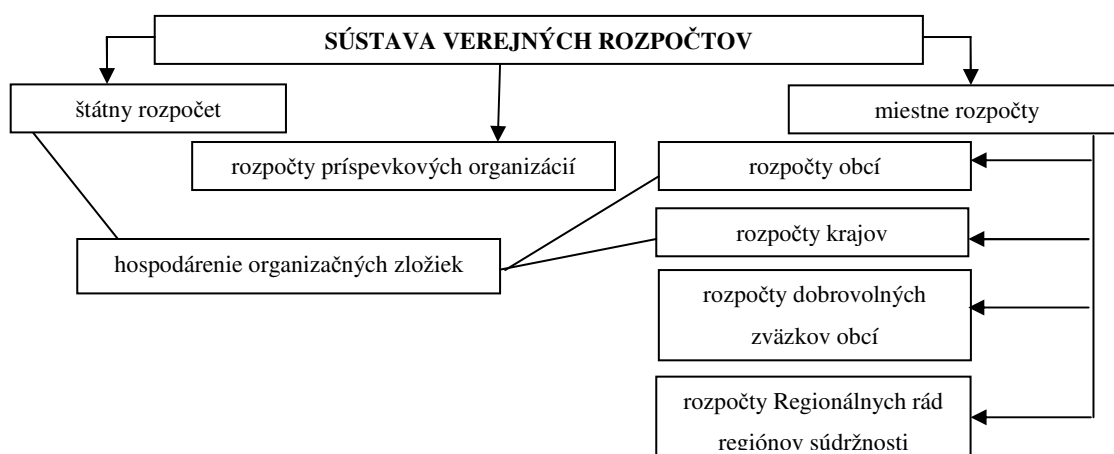 SÚSTAVA VEREJNÝCH ROZPOČTOV
štátny rozpočet
miestne rozpočty
rozpočty príspevkových organizácií
rozpočty obcí
rozpočty krajov
hospodárenie organizačných zložiek
rozpočty dobrovolných
zväzkov obcí
rozpočty Regionálnych rád
regiónov súdržnosti